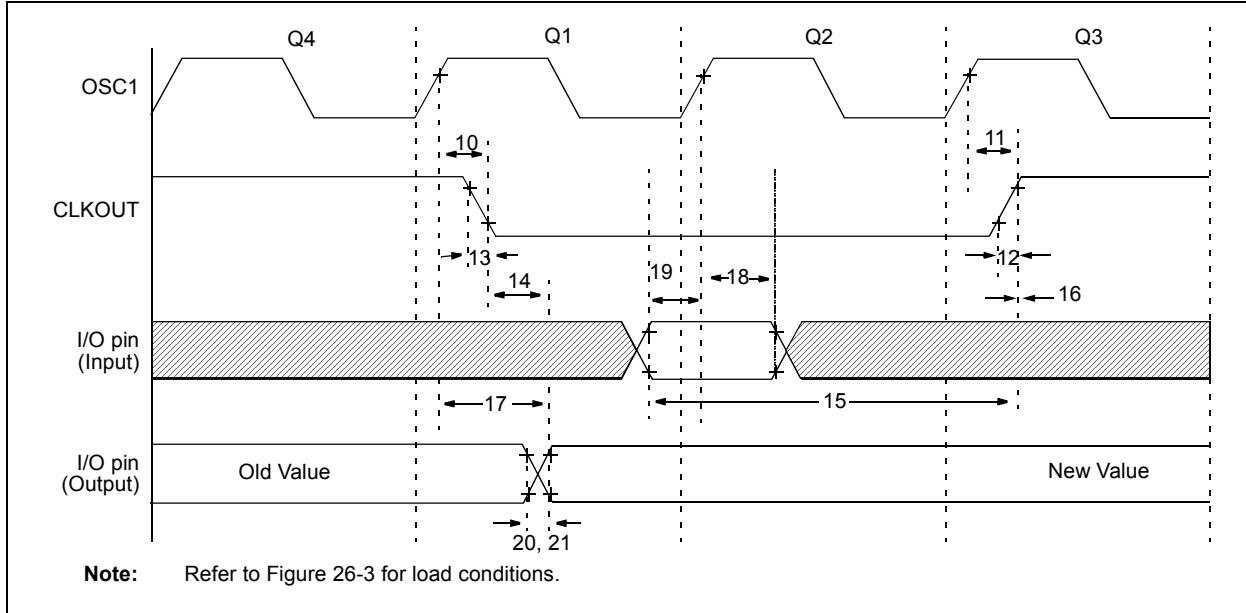 Q4 Q1 Q2 Q3
OSC1
10 11
CLKOUT
13 12
14 19 18 16
I/O pin
(Input)
17 15
I/O pin
(Output)
Old Value New Value
20, 21
Note: Refer to Figure 26-3 for load conditions.